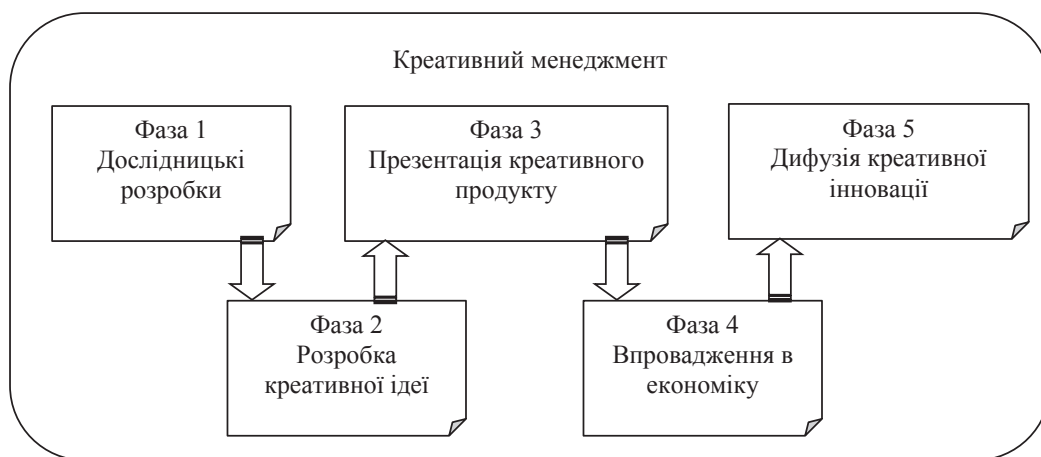 Креативний менеджмент
Фаза 1
Дослідницькі
розробки
Фаза 2
Розробка
креативної ідеї
Фаза 3
Презентація креативного
продукту
Фаза 4
Впровадження в
економіку
Фаза 5
Дифузія креативної
інновації